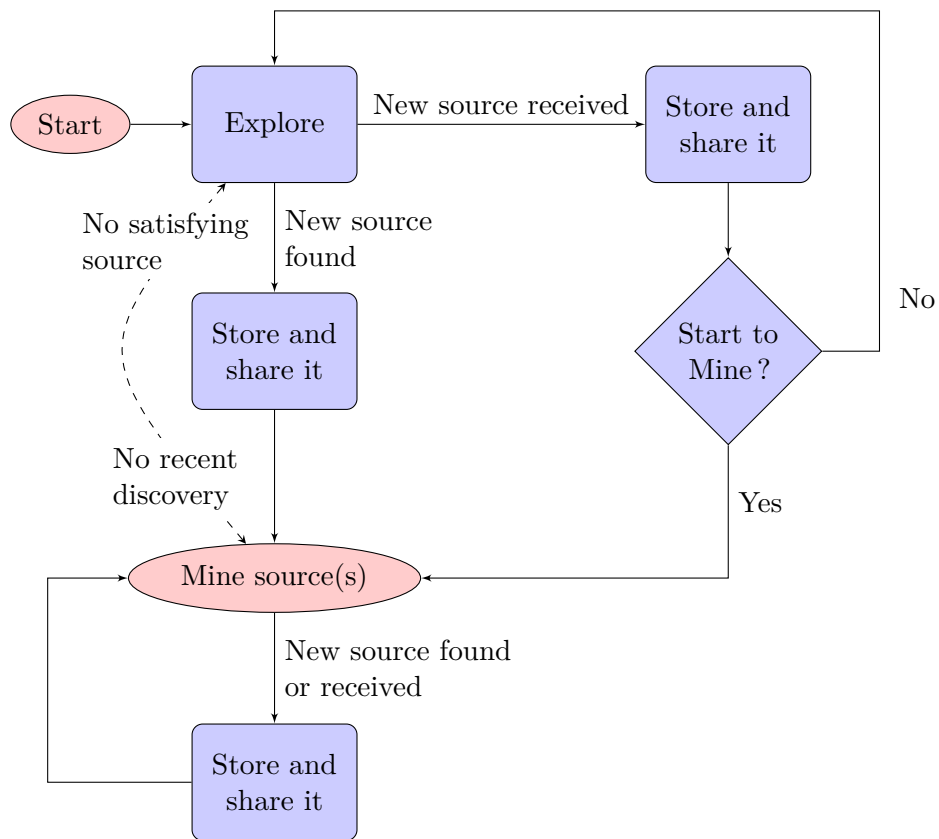 Start
Explore
New source received
Store and
share it
No satisfying
source
New source
found
Store and
share it
Start to
Mine ?
No
No recent
discovery
Yes
Mine source(s)
New source found
or received
Store and
share it